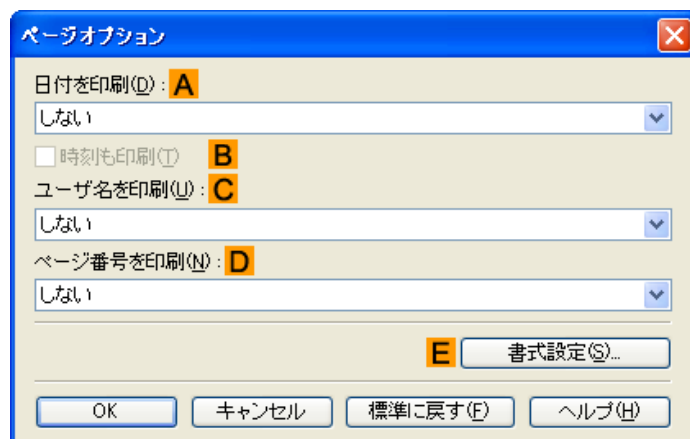 ページオプション
日付を印刷(D) : A
しない
時刻も印刷(T) B
ユーザ名を印刷(U) : C
しない
ページ番号を印刷(N) : D
しない
E 書式設定(S)...
OK キャンセル 標準に戻す(F) ヘルプ(H)